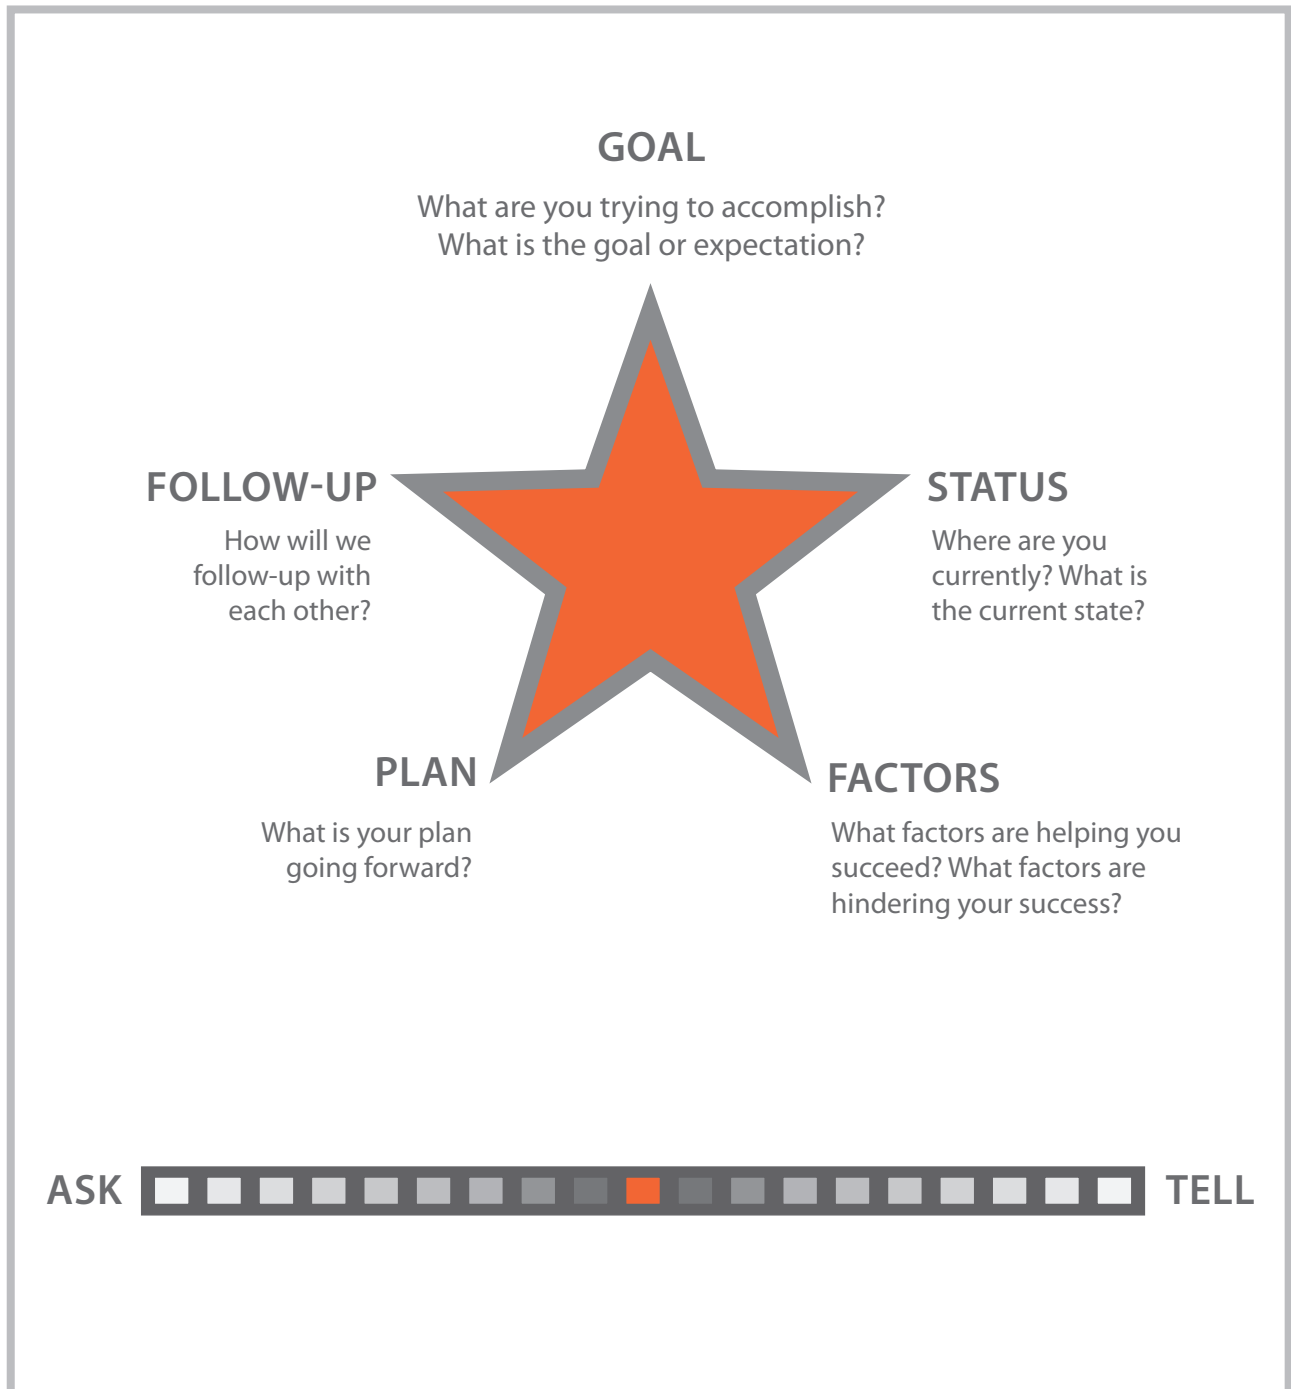 GOAL
What are you trying to accomplish?
What is the goal or expectation?
STATUS
Where are you
currently? What is
the current state?
FACTORS
What factors are helping you
succeed? What factors are
hindering your success?
PLAN
What is your plan
going forward?
FOLLOW-UP
How will we
follow-up with
each other?
ASK
TELL